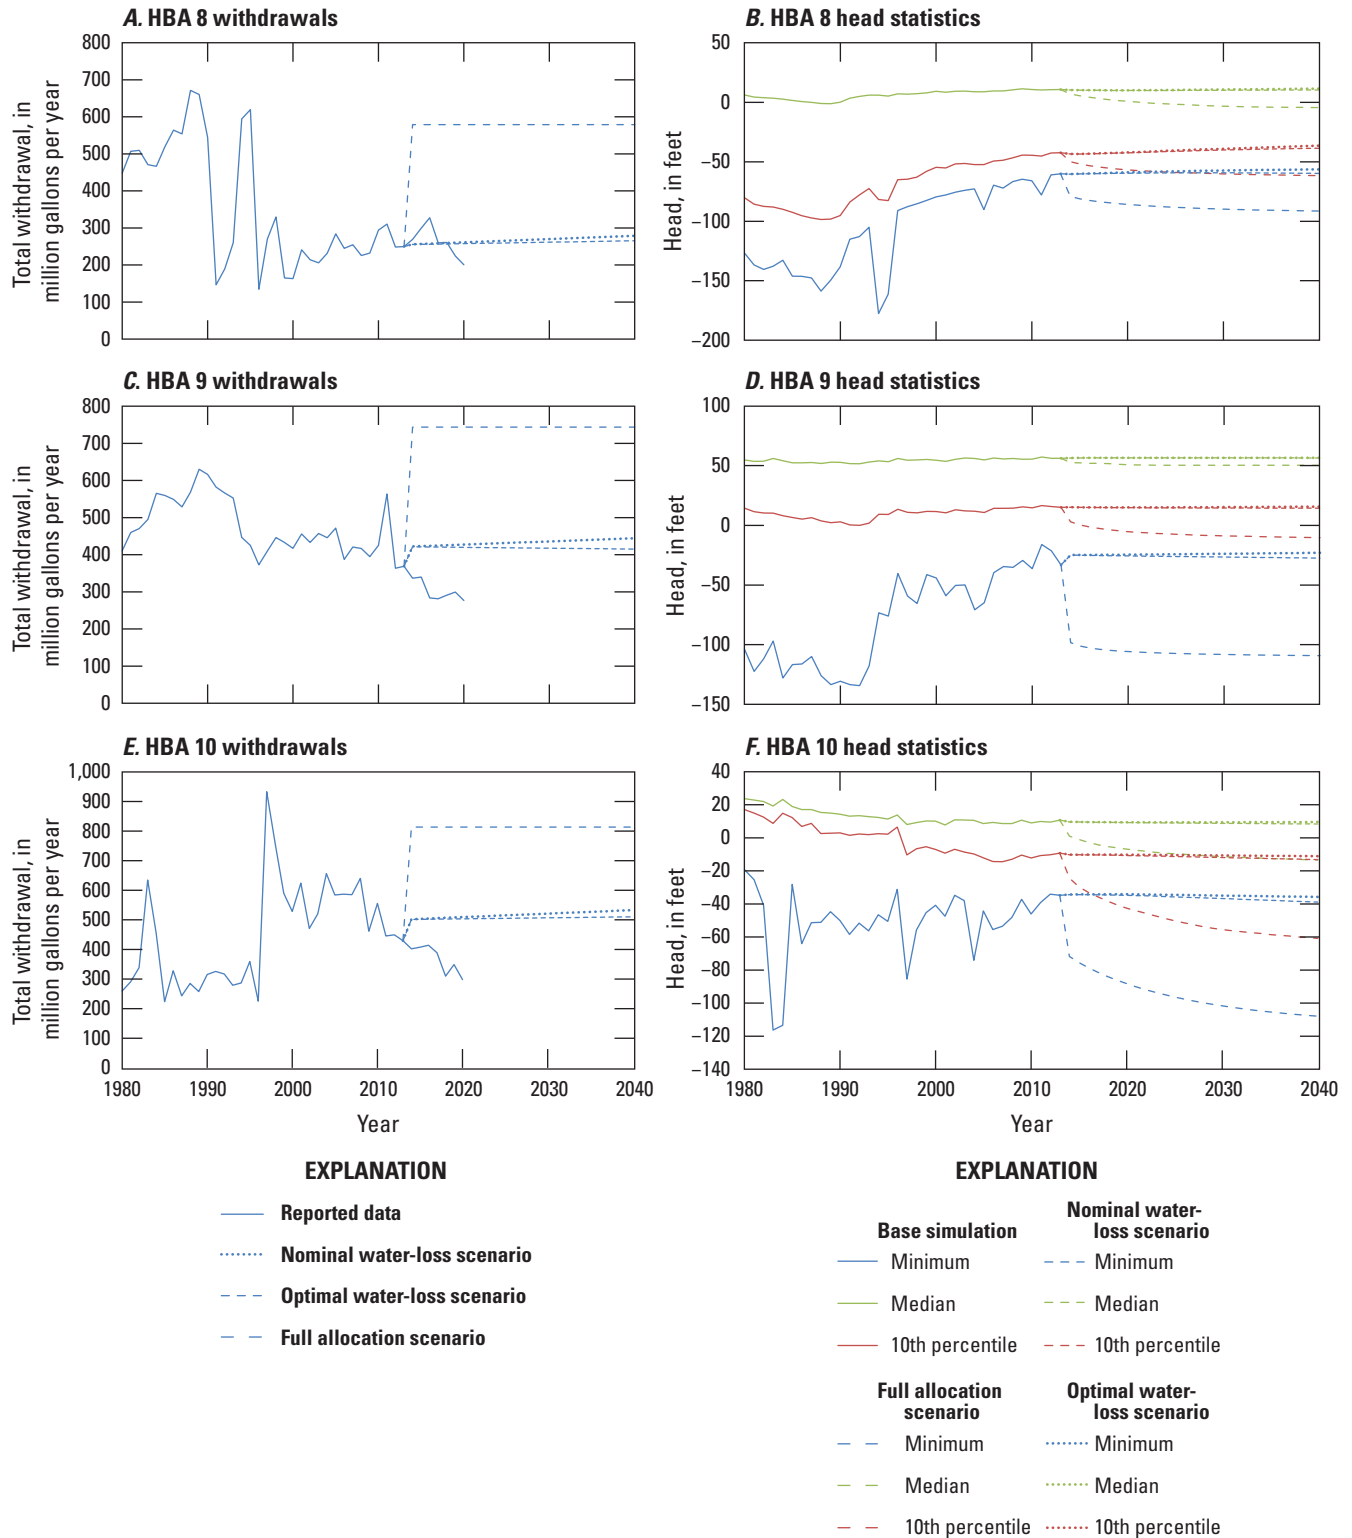 A. HBA 8 withdrawals
Total withdrawal, in
million gallons per year
800
700
600
500
400
300
200
100
0
B. HBA 8 head statistics
Head, in feet
50
0
−50
−100
−150
−200
C. HBA 9 withdrawals
Total withdrawal, in
million gallons per year
800
700
600
500
400
300
200
100
0
D. HBA 9 head statistics
Head, in feet
100
50
0
−50
−100
−150
E. HBA 10 withdrawals
Total withdrawal, in
million gallons per year
1,000
900
800
700
600
500
400
300
200
100
0
1980 1990 2000 2010 2020 2030 2040
Year
F. HBA 10 head statistics
Head, in feet
40
20
0
−20
−40
−60
−80
−100
−120
−140
1980 1990 2000 2010 2020 2030 2040
Year
EXPLANATION
Reported data
Nominal water-loss scenario
Optimal water-loss scenario
Full allocation scenario
EXPLANATION
Base simulation
Minimum
Median
10th percentile
Nominal water-
loss scenario
Minimum
Median
10th percentile
Full allocation
scenario
Minimum
Median
10th percentile
Optimal water-
loss scenario
Minimum
Median
10th percentile